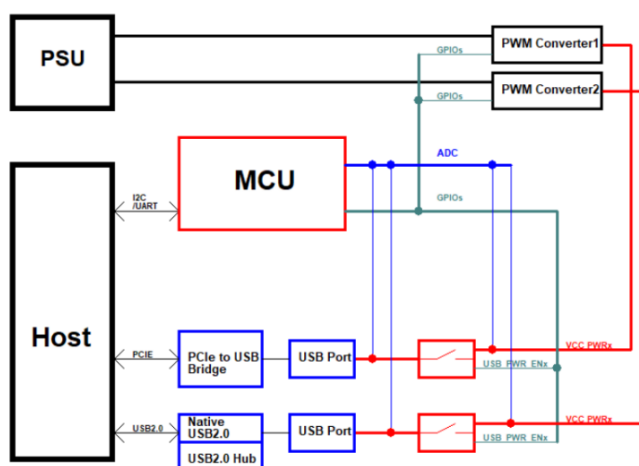 PSU
PWM Converter1
GPIOs
PWM Converter2
GPIOs
ADC
MCU
GPIOs
I2C
/UART
Host
PCIE
PCIe to USB
Bridge
USB Port
VCC PWRx
USB_PWR_ENx
USB2.0
Native
USB2.0
USB2.0 Hub
USB Port
VCC PWRx
USB_PWR_ENx